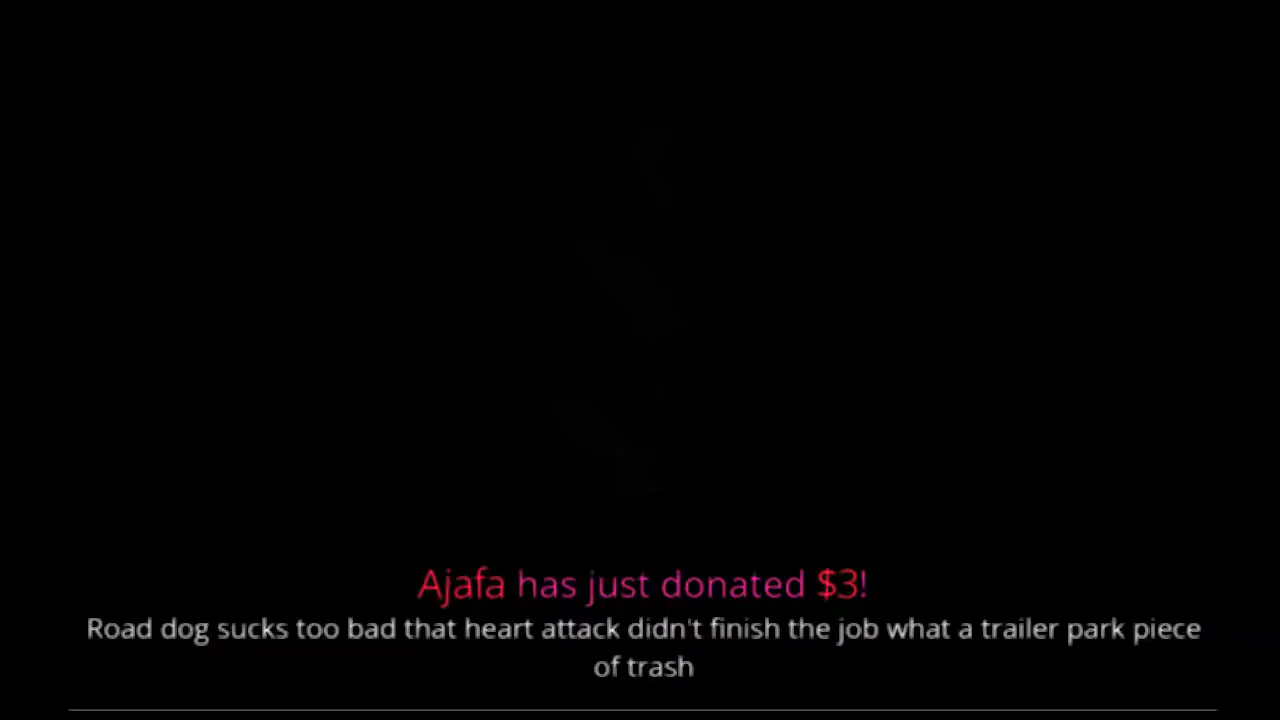 Ajafa has just donated $3!
Road dog sucks too bad that heart attack didn't finish the job what a trailer park piece
of trash